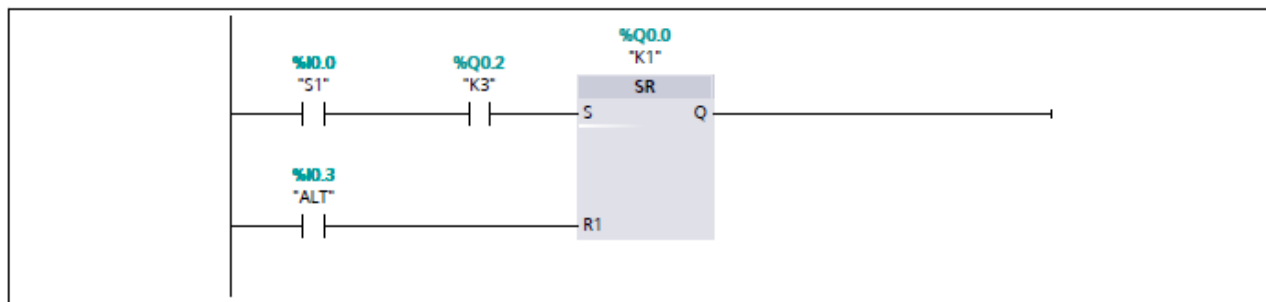 %Q0.0
"K1"
%I0.0 %Q0.2
"S1" "K3" SR
S Q
%I0.3
"ALT"
R1